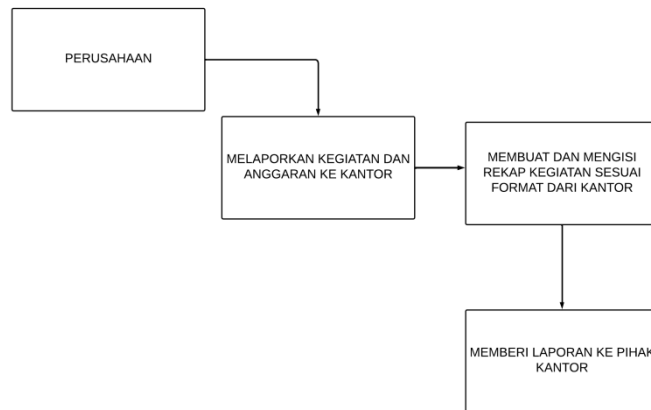 PERUSAHAAN
MELAPORKAN KEGIATAN DAN
ANGGARAN KE KANTOR
MEMBUAT DAN MENGISI
REKAP KEGIATAN SESUAI
FORMAT DARI KANTOR
MEMBERI LAPORAN KE PIHAK
KANTOR